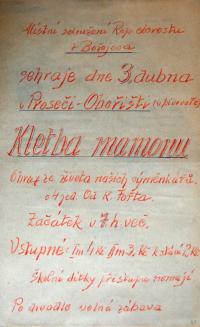 Místní sdružení Rep. dorostu
v Bořejova
sehraje dne 3. dubna
v Proseči-Obořišti (u pivovaře)
Kletba mamonu
Obraz ze života našich výměnkářů,
o 4 jed. Od K. Fořta.
Začátek v 7 h. več.
Vstupné: I m 4 Kč II m 3 Kč k stání 2 Kč
Školní dítky přístupu nemají
Po divadle volná zábava